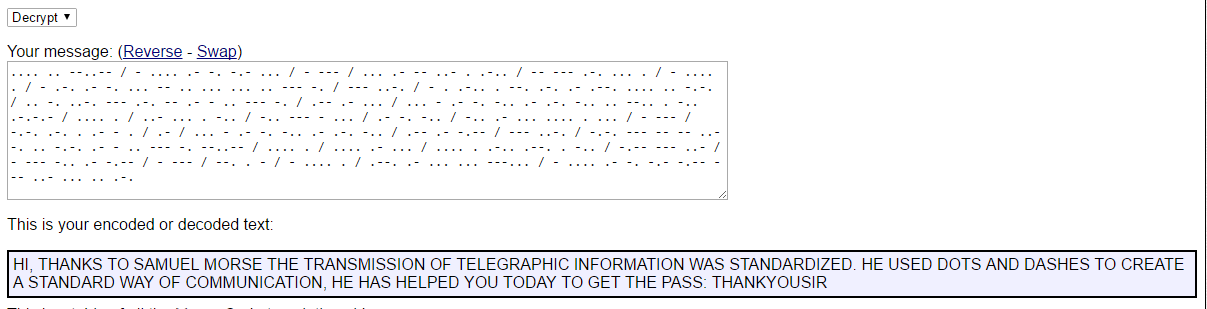 Decrypt ▼
Your message: (Reverse - Swap)
.... .. --..-- / - .... .- -. -.- ... / - --- / ... .- -- ..- . .-.. / -- --- .-. ... . / - ....
. / - .-. .- -. ... -- .. ... ... .. --- -. / --- ..-. / - . .-.. . --. .-. .- .--. .... .. -.-.
/ .. -. ..-. --- .-. -- .- - .. --- -. / .-- .- ... / ... - .- -. -.. .- .-. -.. .. --.. . -..
.-.-.- / .... . / ..- ... . -.. / -.. --- - ... / .- -. -.. / -.. .- ... .... . ... / - --- /
-.-. .-. . .- - . / .- / ... - .- -. -.. .- .-. -.. / .-- .- -.-- / --- ..-. / -.-. --- -- -- ..-
-. .. -.-. .- - .. --- -. --..-- / .... . / .... .- ... / .... . .-.. .--. . -.. / -.-- --- ..- /
- --- -.. .- -.-- / - --- / --. . - / - .... . / .--. .- ... ... ---... / - .... .- -. -.- -.-- -
-- ..- ... .. .-.
This is your encoded or decoded text:
HI, THANKS TO SAMUEL MORSE THE TRANSMISSION OF TELEGRAPHIC INFORMATION WAS STANDARDIZED. HE USED DOTS AND DASHES TO CREATE
A STANDARD WAY OF COMMUNICATION, HE HAS HELPED YOU TODAY TO GET THE PASS: THANKYOUSIR